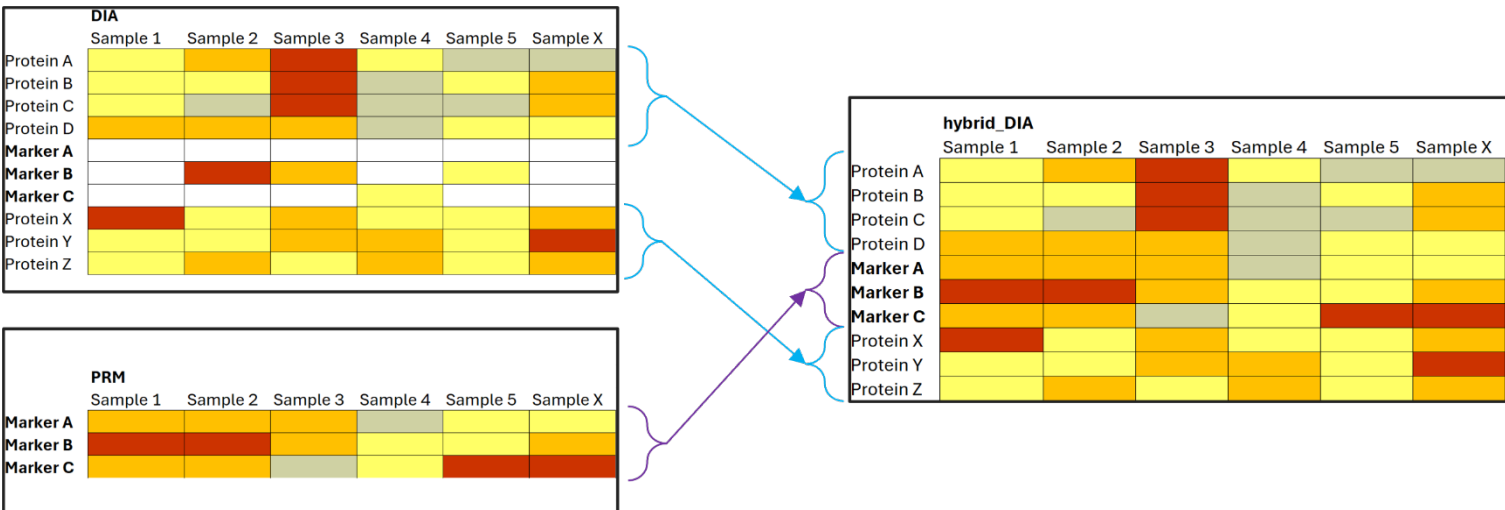 DIA
Sample 1 Sample 2 Sample 3 Sample 4 Sample 5 Sample X
Protein A
Protein B
Protein C
Protein D
Marker A
Marker B
Marker C
Protein X
Protein Y
Protein Z
PRM
Sample 1 Sample 2 Sample 3 Sample 4 Sample 5 Sample X
Marker A
Marker B
Marker C
hybrid_DIA
Sample 1 Sample 2 Sample 3 Sample 4 Sample 5 Sample X
Protein A
Protein B
Protein C
Protein D
Marker A
Marker B
Marker C
Protein X
Protein Y
Protein Z